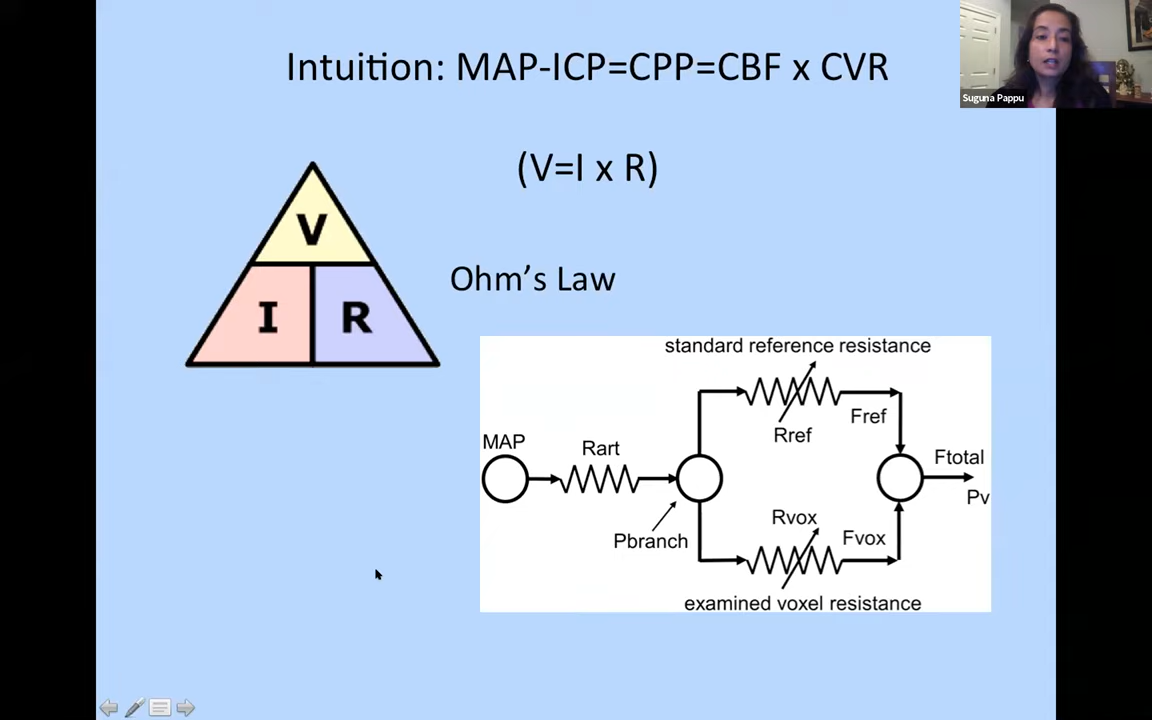 Intuition: MAP-ICP=CPP=CBF x CVR
Suguna Pappu
(V=I x R)
V
Ohm's Law
I R
standard reference resistance
Fref
Rref
MAP
Rart
Ftotal
Pv
Rvox
Pbranch
Fvox
examined voxel resistance